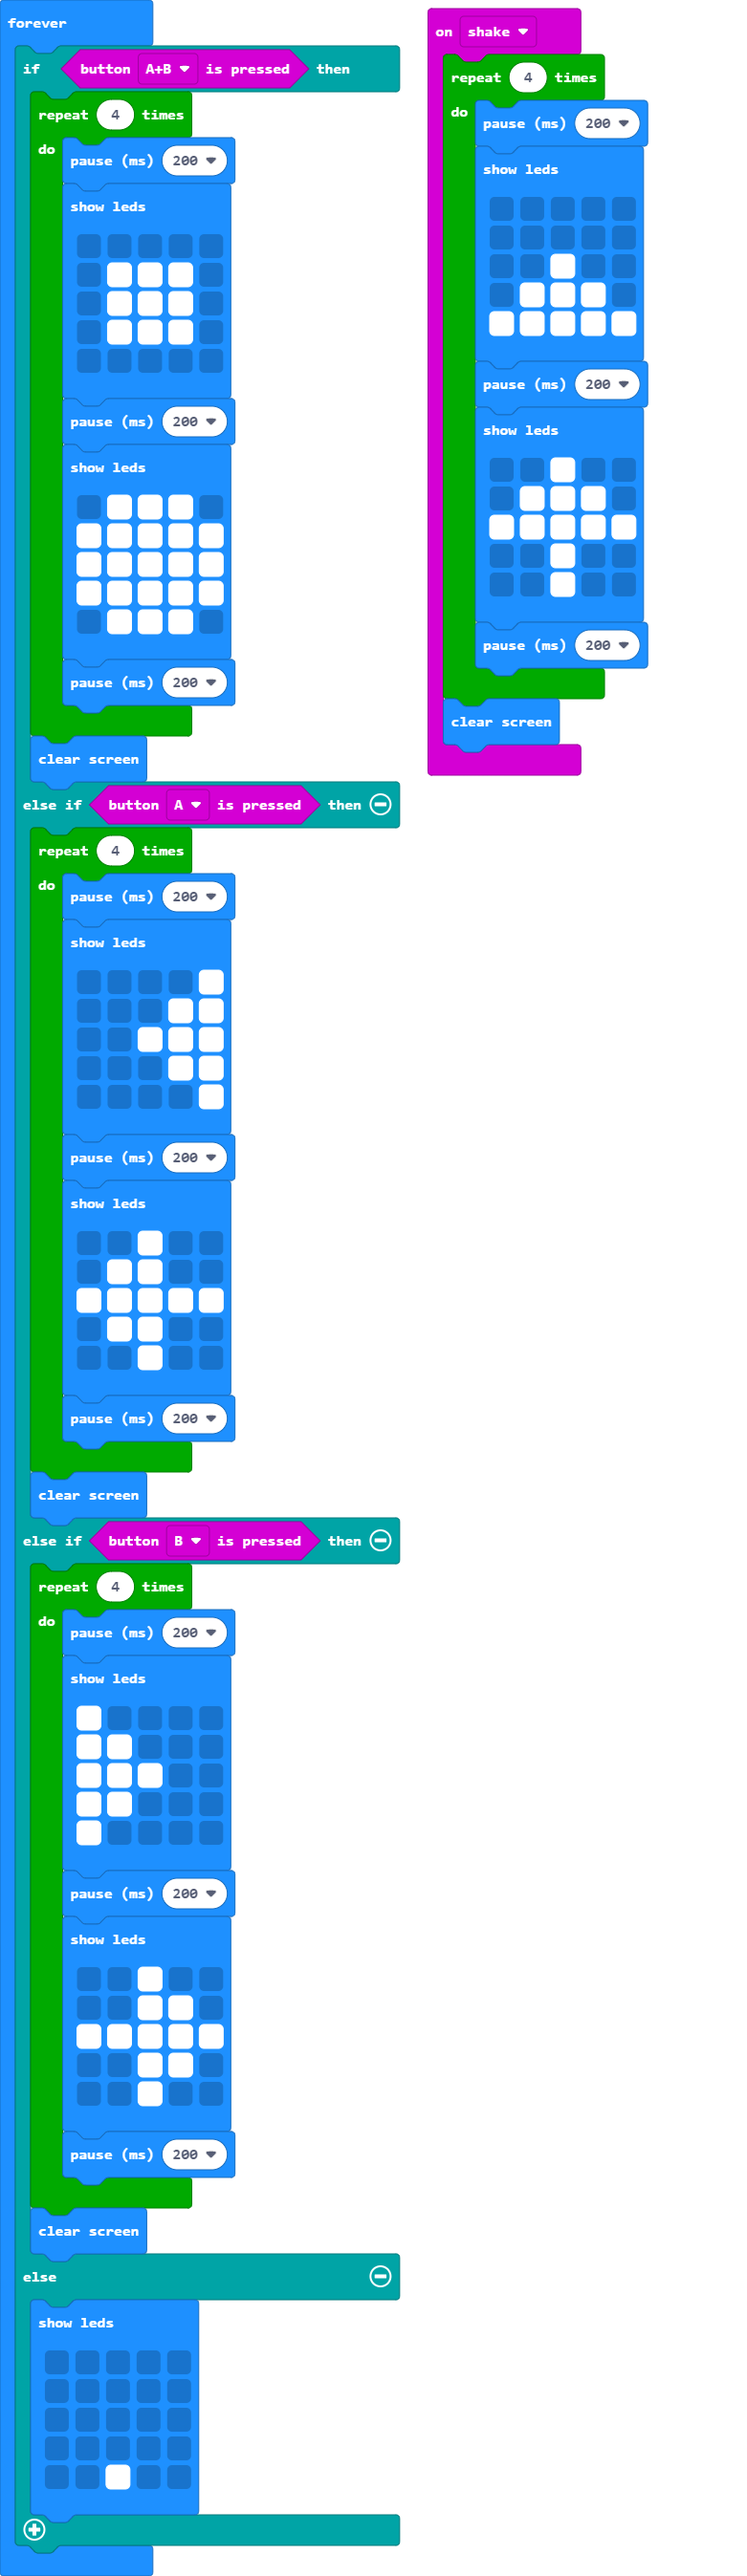 forever
if button A+B is pressed then
repeat 4 times
do pause (ms) 200
show leds
pause (ms) 200
show leds
pause (ms) 200
clear screen
else if button A is pressed then
repeat 4 times
do pause (ms) 200
show leds
pause (ms) 200
show leds
pause (ms) 200
clear screen
else if button B is pressed then
repeat 4 times
do pause (ms) 200
show leds
pause (ms) 200
show leds
pause (ms) 200
clear screen
else
show leds
on shake
repeat 4 times
do pause (ms) 200
show leds
pause (ms) 200
show leds
pause (ms) 200
clear screen